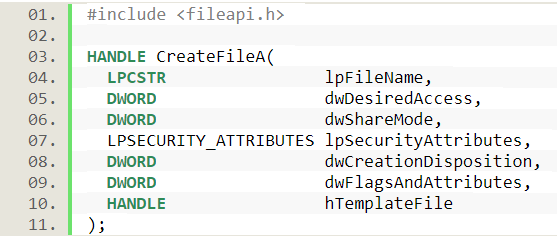 01. #include <fileapi.h>
02.
03. HANDLE CreateFileA(
04. LPCSTR lpFileName,
05. DWORD dwDesiredAccess,
06. DWORD dwShareMode,
07. LPSECURITY_ATTRIBUTES lpSecurityAttributes,
08. DWORD dwCreationDisposition,
09. DWORD dwFlagsAndAttributes,
10. HANDLE hTemplateFile
11. );